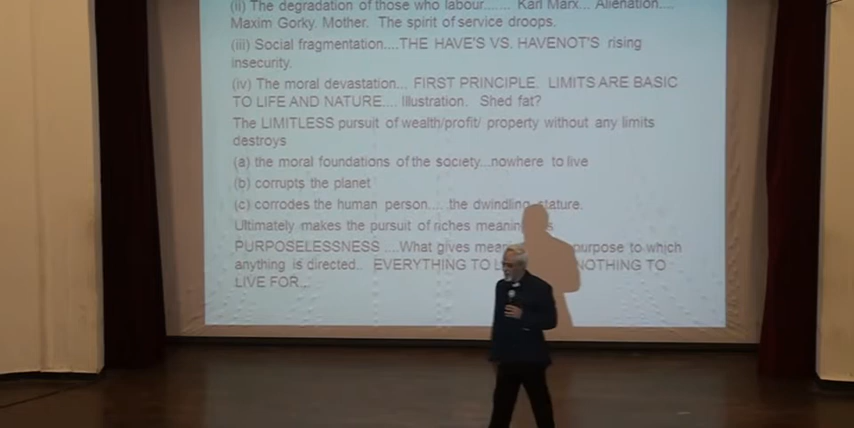 (ii) The degradation of those who labour....... Karl Marx... Alienation....
Maxim Gorky. Mother. The spirit of service droops.
(iii) Social fragmentation....THE HAVE'S VS. HAVENOT'S rising
insecurity.
(iv) The moral devastation... FIRST PRINCIPLE. LIMITS ARE BASIC
TO LIFE AND NATURE.... Illustration. Shed fat?
The LIMITLESS pursuit of wealth/profit/ property without any limits
destroys
(a) the moral foundations of the society...nowhere to live
(b) corrupts the planet
(c) corrodes the human person.... the dwindling stature.
Ultimately makes the pursuit of riches
PURPOSELESSNESS ....What gives purpose to which
anything is directed.. EVERYTHING TO NOTHING TO
LIVE FOR...